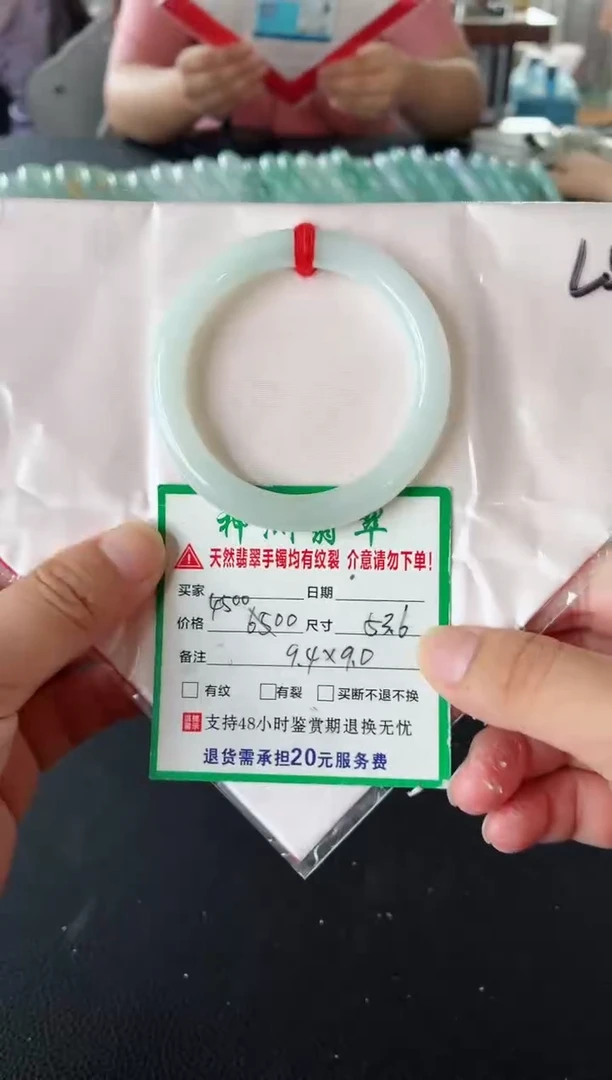 天然翡翠手镯均有纹裂 介意请勿下单!
买家 日期
4500
价格 6500 尺寸 53.6
备注 9.4×9.0
有纹 有裂 买断不退不换
支持48小时鉴赏期退换无忧
退货需承担20元服务费